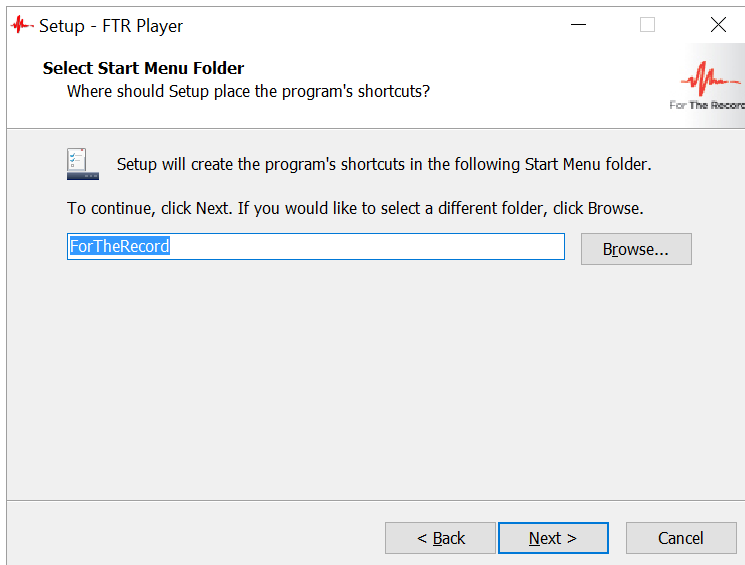 Setup - FTR Player
Select Start Menu Folder
Where should Setup place the program's shortcuts?
For The Record
Setup will create the program's shortcuts in the following Start Menu folder.
To continue, click Next. If you would like to select a different folder, click Browse.
ForTheRecord
Browse...
< Back
Next >
Cancel